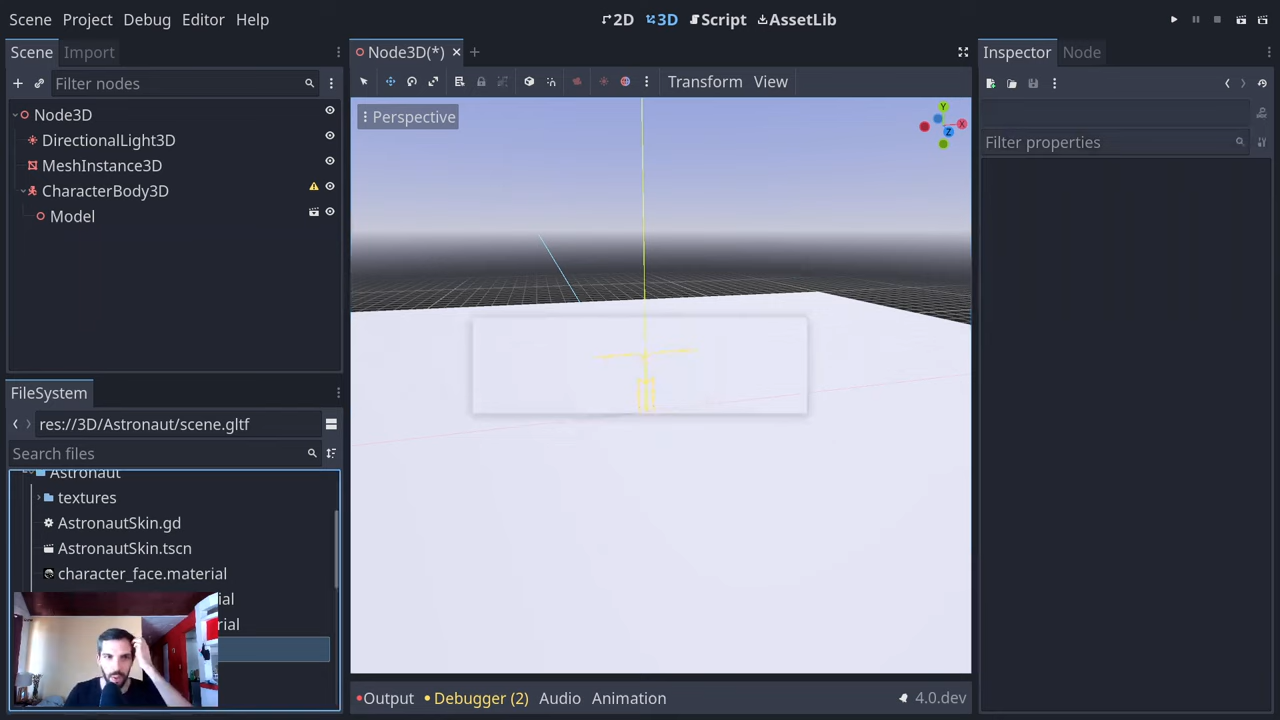 Scene Project Debug Editor Help
2D 3D Script AssetLib
Scene Import
Filter nodes
Node3D
DirectionalLight3D
MeshInstance3D
CharacterBody3D
Model
FileSystem
res://3D/Astronaut/scene.gltf
Search files
Astronaut
textures
AstronautSkin.gd
AstronautSkin.tscn
character_face.material
ial
rial
Node3D(*)
Transform View
Perspective
Y
X
Z
Output Debugger (2) Audio Animation
4.0.dev
Inspector Node
Filter properties